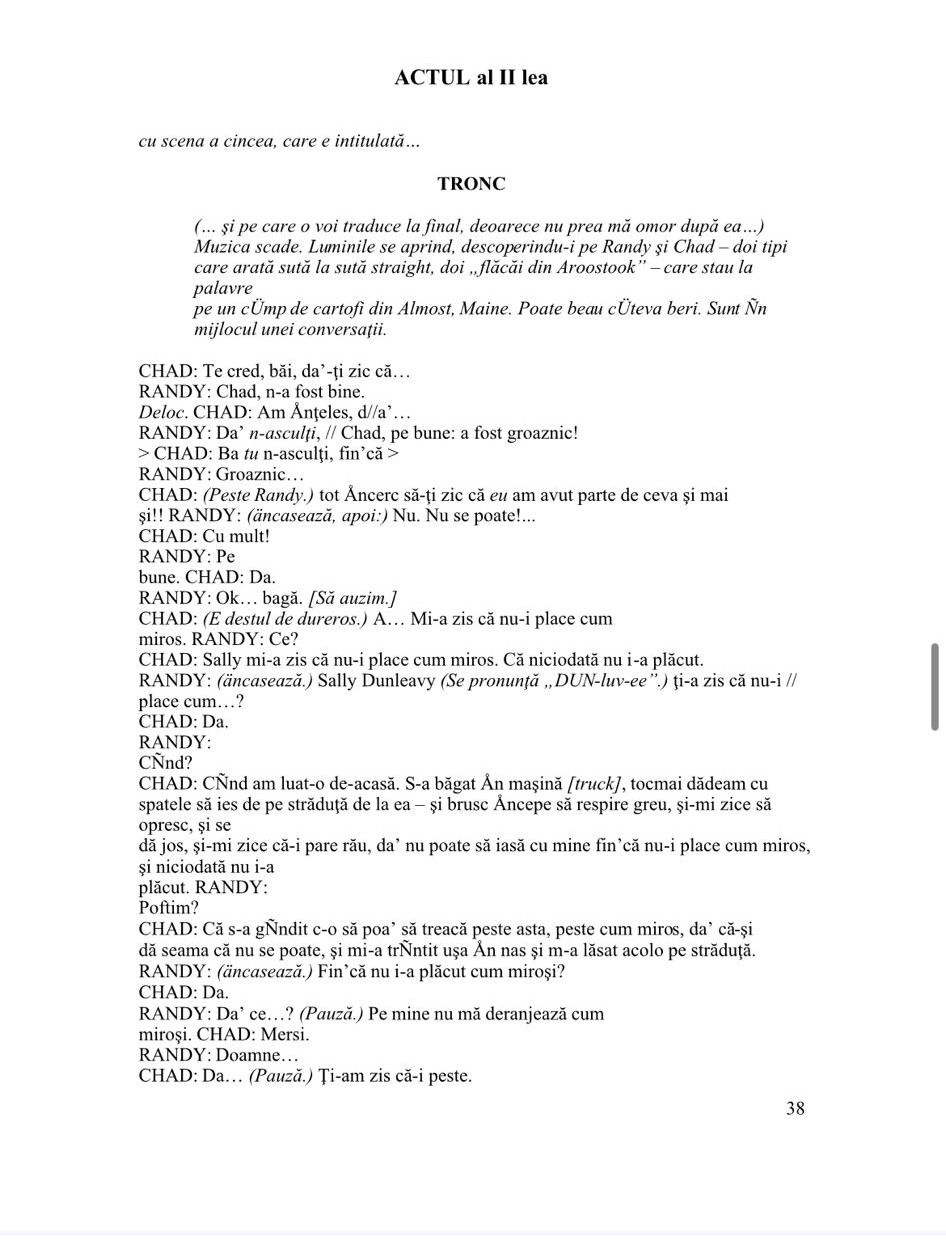 ACTUL al II lea
cu scena a cincea, care e intitulată…
TRONC
(… şi pe care o voi traduce la final, deoarece nu prea mă omor după ea…)
Muzica scade. Luminile se aprind, descoperindu-i pe Randy şi Chad – doi tipi
care arată sută la sută straight, doi „flăcăi din Aroostook” – care stau la
palavre
pe un cÜmp de cartofi din Almost, Maine. Poate beau cÜteva beri. Sunt Ñn
mijlocul unei conversaţii.
CHAD: Te cred, băi, da’-ţi zic că…
RANDY: Chad, n-a fost bine.
Deloc. CHAD: Am Ånţeles, d//a’…
RANDY: Da’ n-asculţi, // Chad, pe bune: a fost groaznic!
> CHAD: Ba tu n-asculţi, fin’că >
RANDY: Groaznic…
CHAD: (Peste Randy.) tot Åncerc să-ţi zic că eu am avut parte de ceva şi mai
şi!! RANDY: (äncasează, apoi:) Nu. Nu se poate!...
CHAD: Cu mult!
RANDY: Pe
bune. CHAD: Da.
RANDY: Ok… bagă. [Să auzim.]
CHAD: (E destul de dureros.) A… Mi-a zis că nu-i place cum
miros. RANDY: Ce?
CHAD: Sally mi-a zis că nu-i place cum miros. Că niciodată nu i-a plăcut.
RANDY: (äncasează.) Sally Dunleavy (Se pronunţă „DUN-luv-ee”.) ţi-a zis că nu-i //
place cum…?
CHAD: Da.
RANDY:
CÑnd?
CHAD: CÑnd am luat-o de-acasă. S-a băgat Ån maşină [truck], tocmai dădeam cu
spatele să ies de pe străduţă de la ea – şi brusc Åncepe să respire greu, şi-mi zice să
opresc, şi se
dă jos, şi-mi zice că-i pare rău, da’ nu poate să iasă cu mine fin’că nu-i place cum miros,
şi niciodată nu i-a
plăcut. RANDY:
Poftim?
CHAD: Că s-a gÑndit c-o să poa’ să treacă peste asta, peste cum miros, da’ că-şi
dă seama că nu se poate, şi mi-a trÑntit uşa Ån nas şi m-a lăsat acolo pe străduţă.
RANDY: (äncasează.) Fin’că nu i-a plăcut cum miroşi?
CHAD: Da.
RANDY: Da’ ce…? (Pauză.) Pe mine nu mă deranjează cum
miroşi. CHAD: Mersi.
RANDY: Doamne…
CHAD: Da… (Pauză.) Ţi-am zis că-i peste.
38